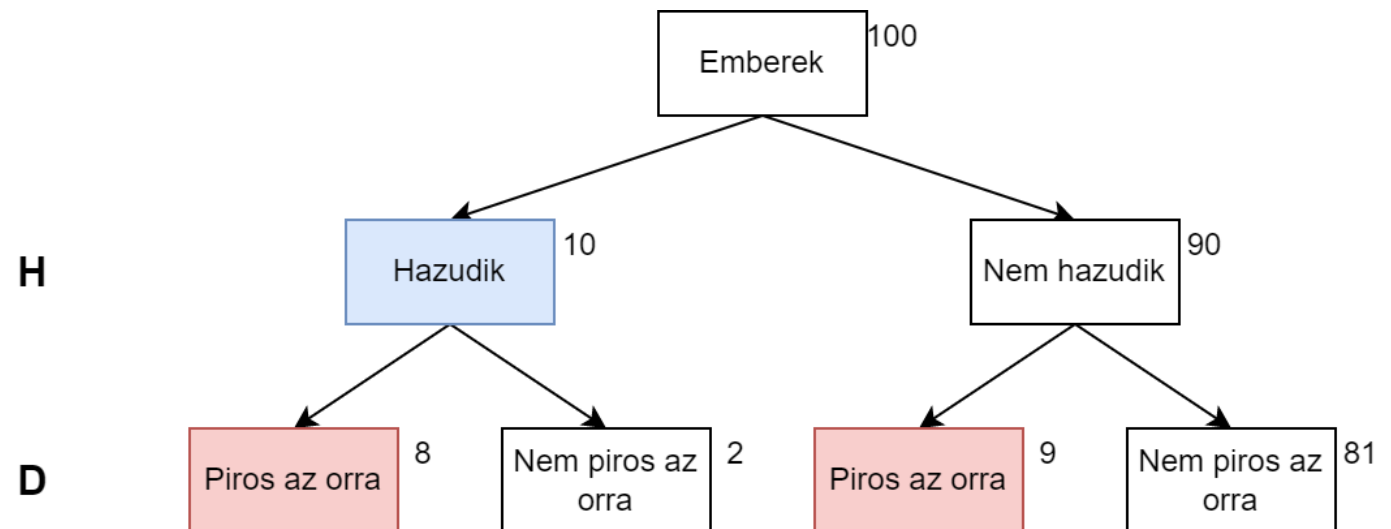 Emberek
100
H
Hazudik
10
Nem hazudik
90
D
Piros az orra
8
Nem piros az
orra
2
Piros az orra
9
Nem piros az
orra
81